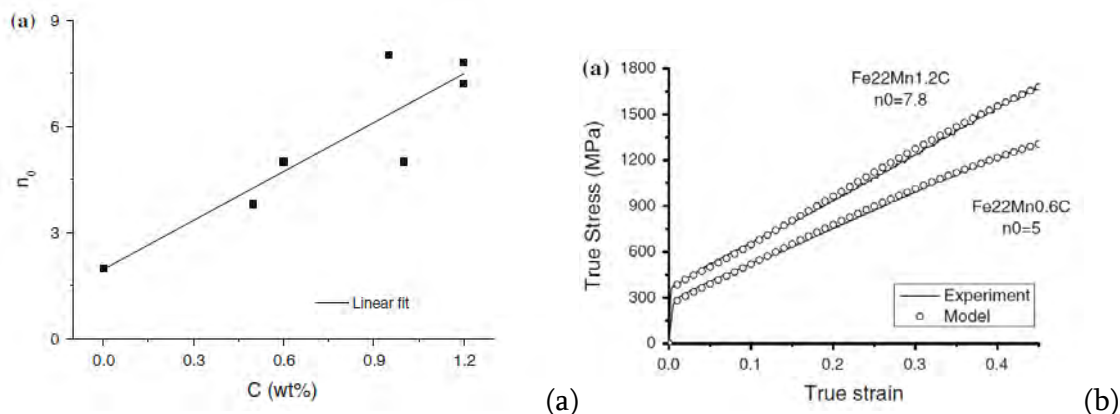 (a)
9
6
3
0
n0
0.0 0.3 0.6 0.9 1.2
C (wt%)
Linear fit
(a)
(a)
1800
1500
1200
900
600
300
0
True Stress (MPa)
Fe22Mn1.2C
n0=7.8
Fe22Mn0.6C
n0=5
Experiment
Model
0.0 0.1 0.2 0.3 0.4
True strain
(b)